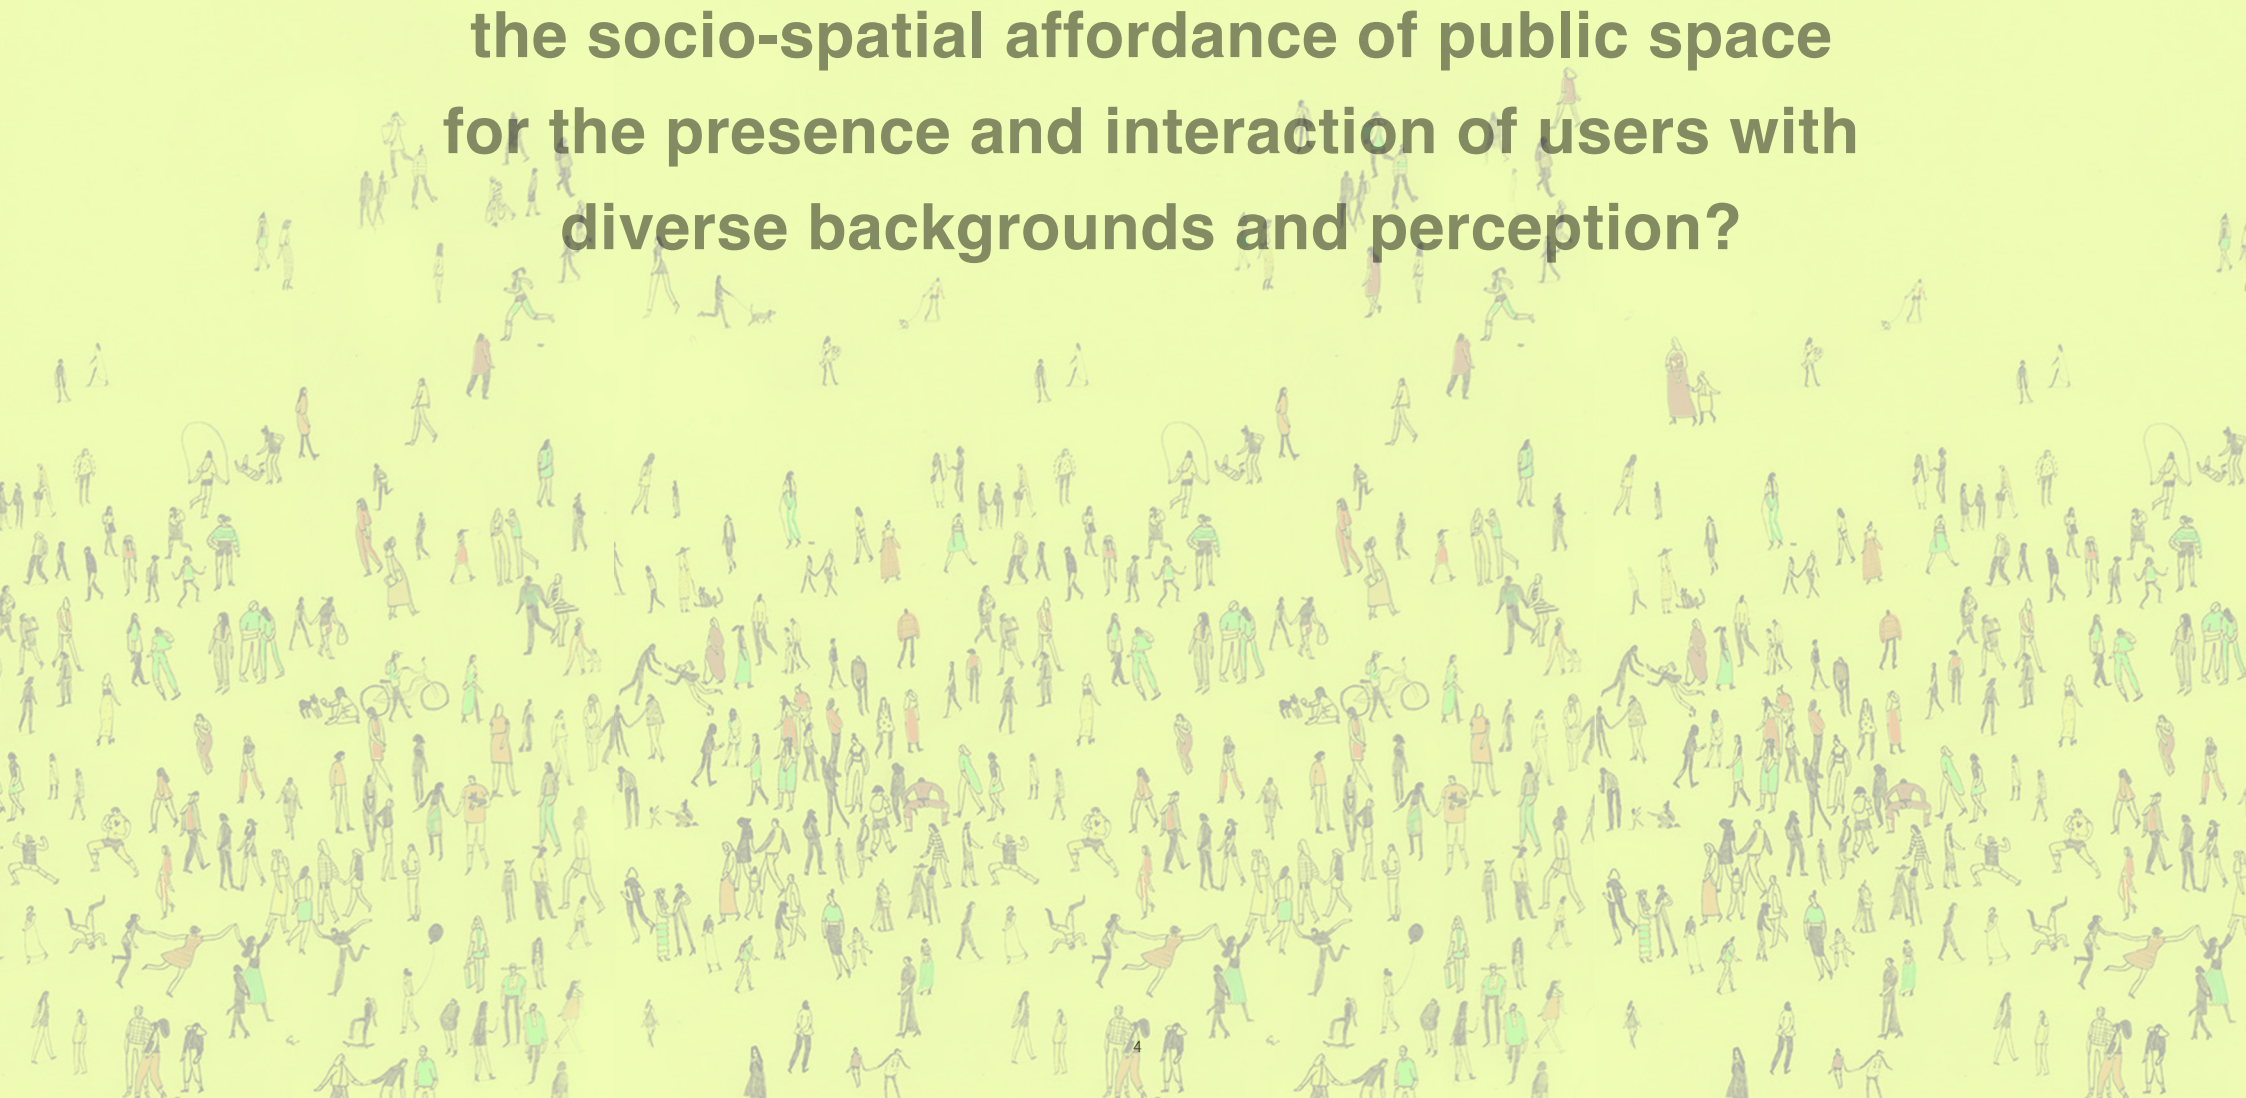 the socio-spatial affordance of public space
for the presence and interaction of users with
diverse backgrounds and perception?
4